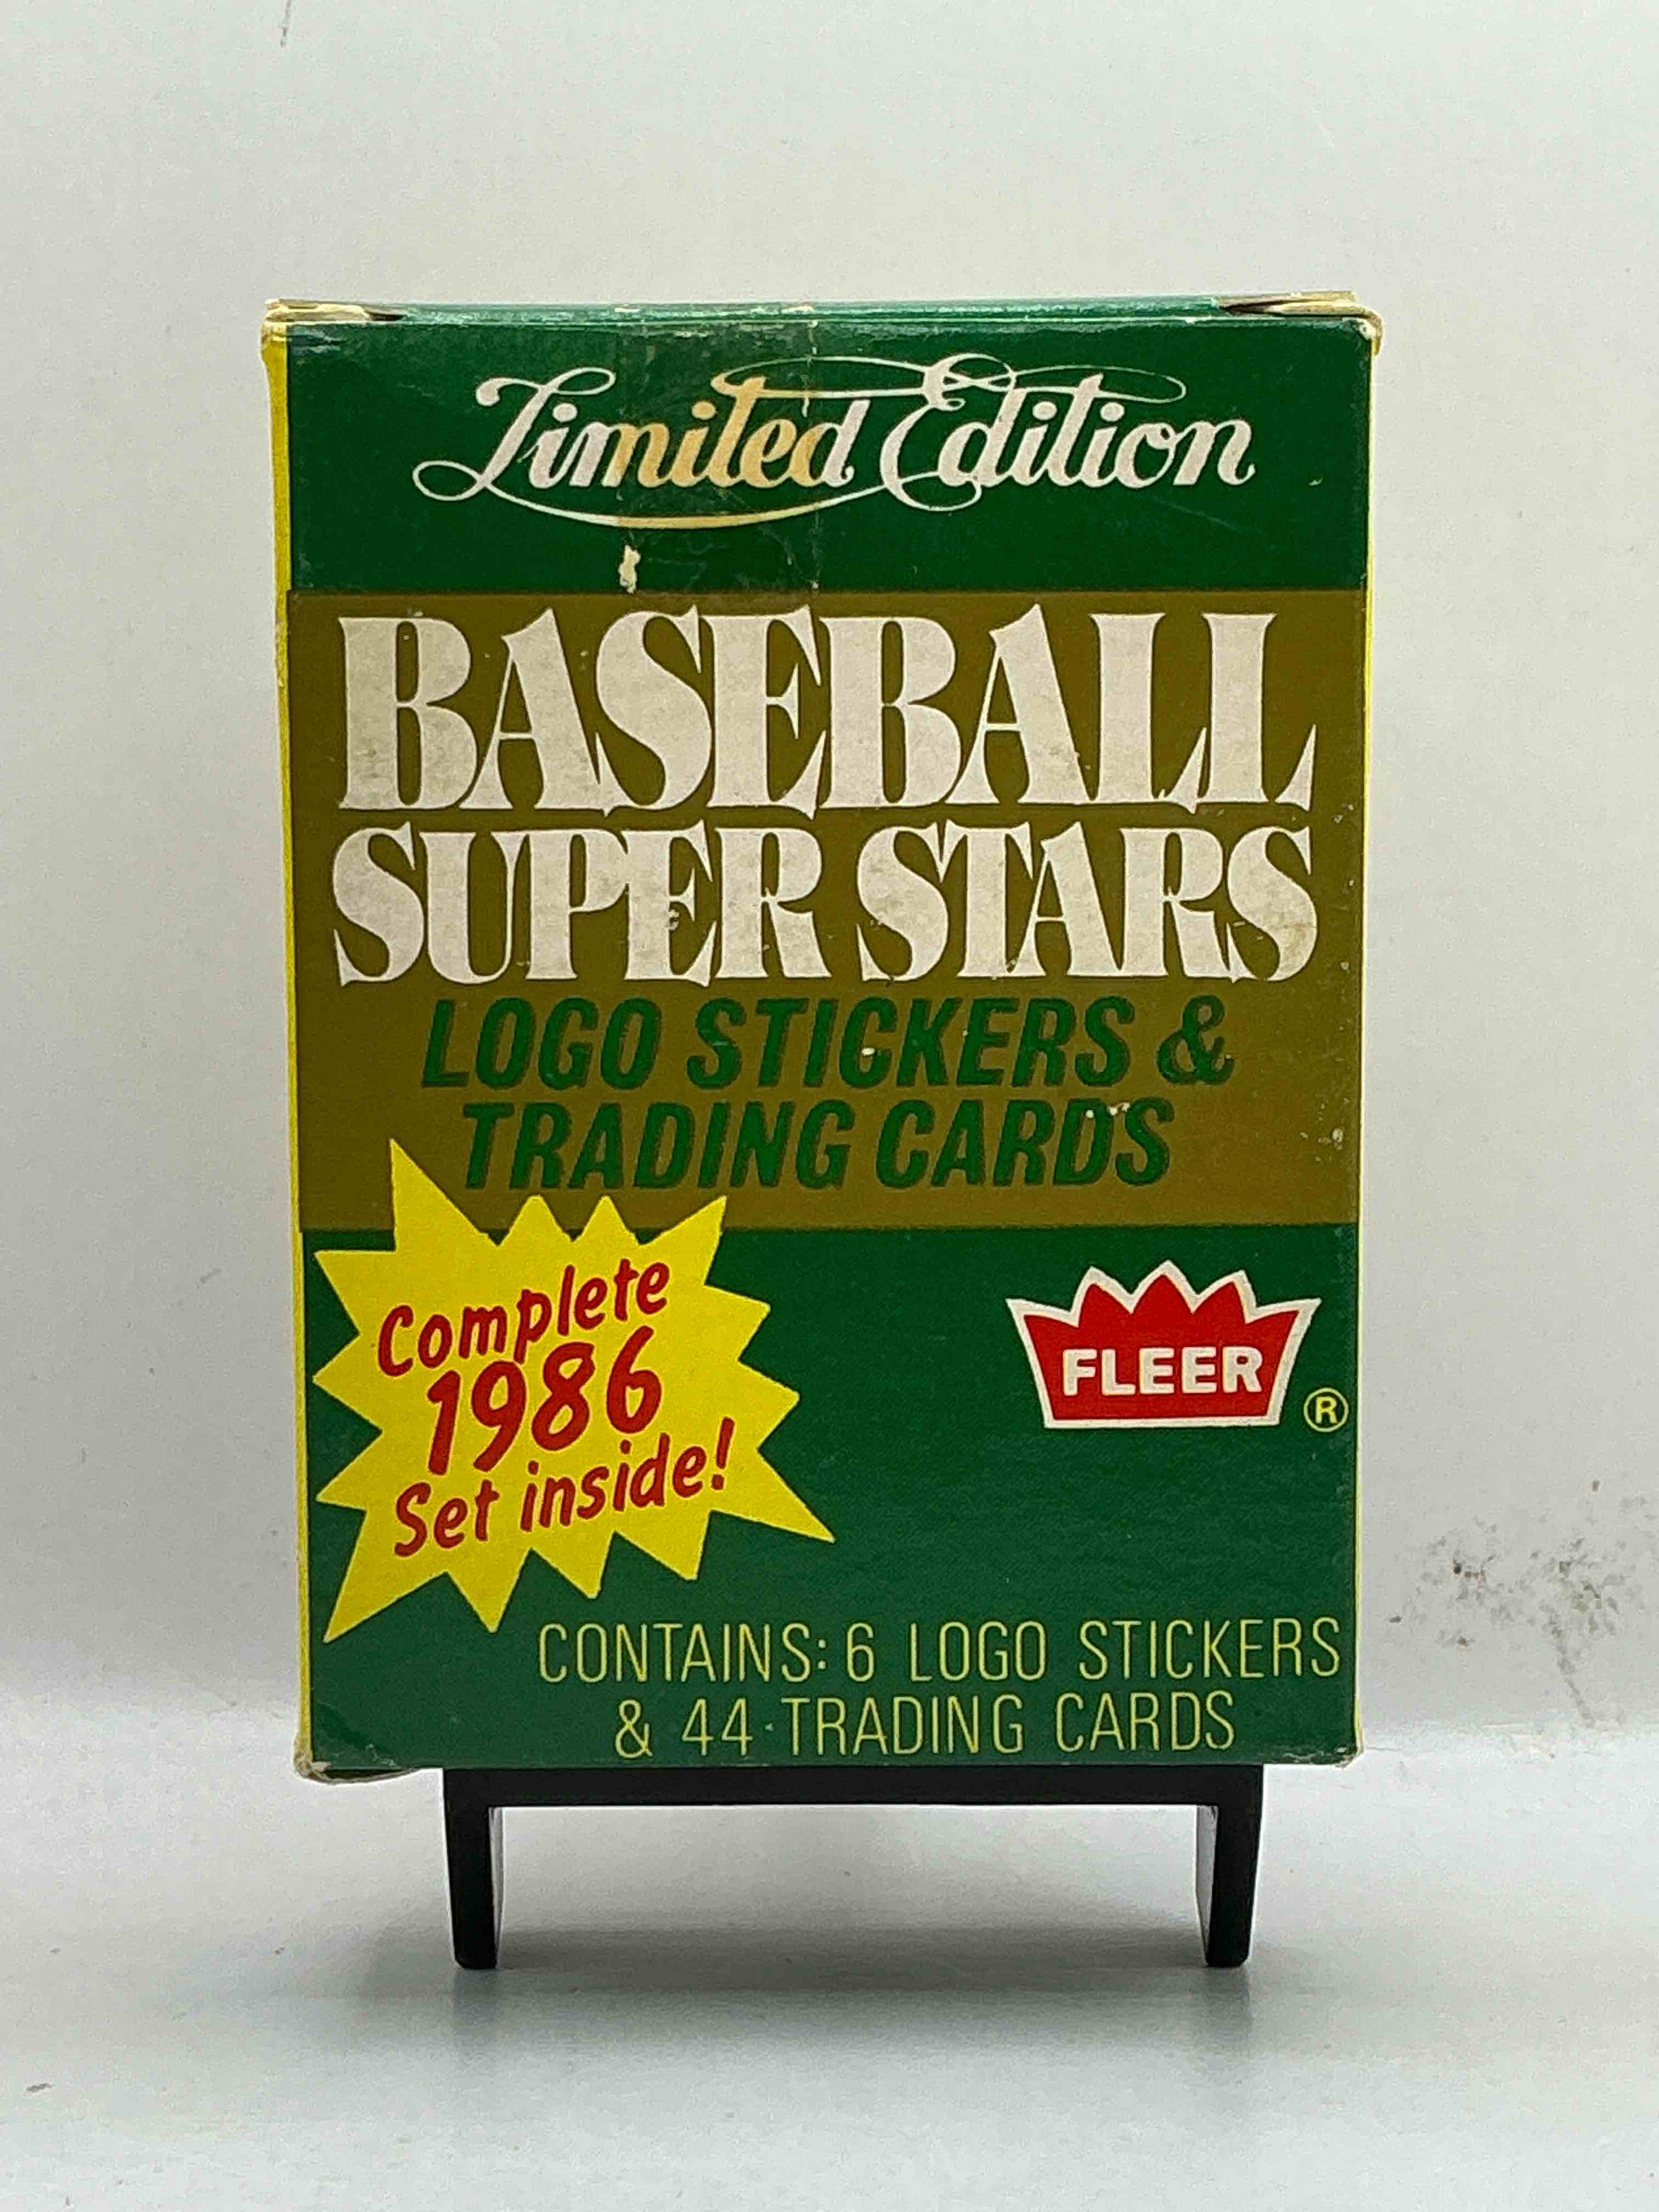 Limited Edition
BASEBALL
SUPER STARS
LOGO STICKERS &
TRADING CARDS
Complete
1986
Set inside!
FLEER
®
CONTAINS: 6 LOGO STICKERS
& 44 TRADING CARDS